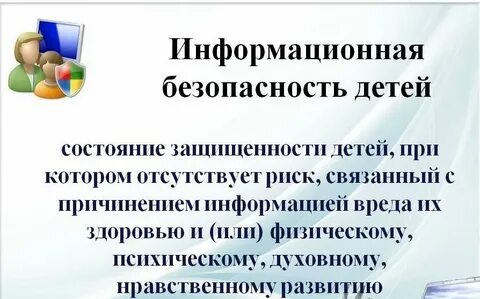 Информационная
безопасность детей
состояние защищенности детей, при
котором отсутствует риск, связанный с
причинением информацией вреда их
здоровью и (или) физическому,
психическому, духовному,
нравственному развитию